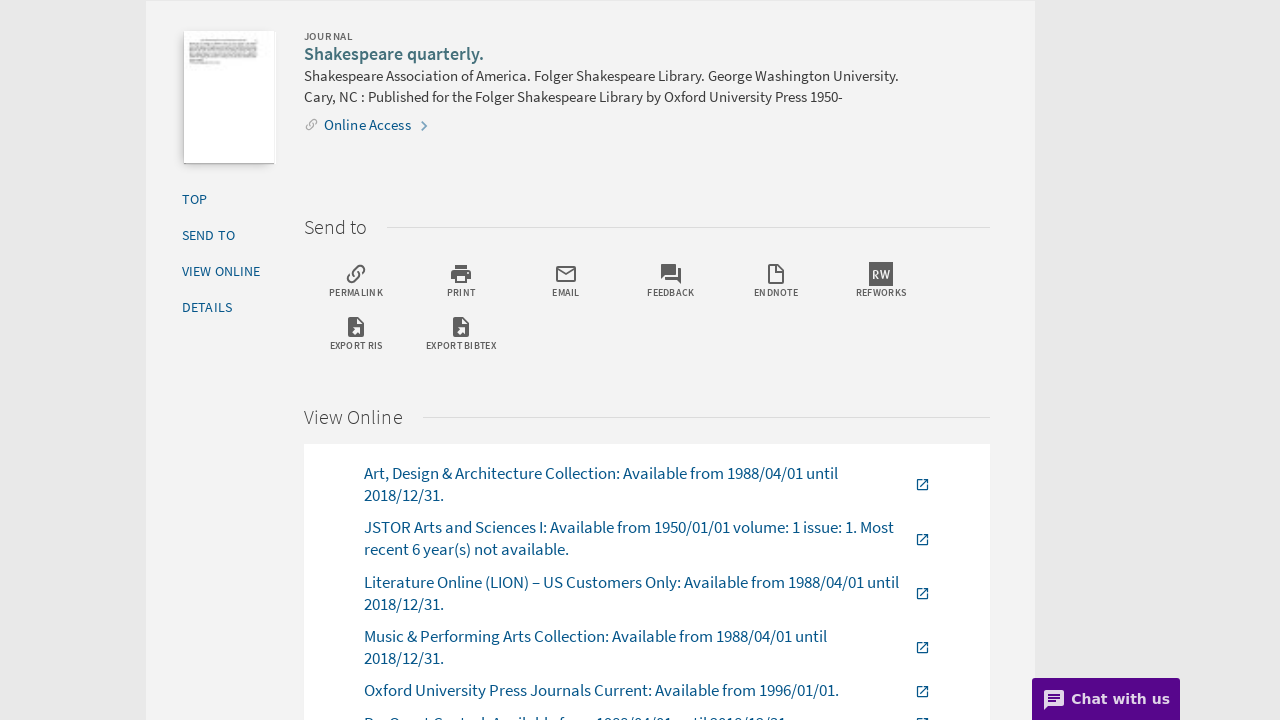 JOURNAL
Shakespeare quarterly.
Shakespeare Association of America. Folger Shakespeare Library. George Washington University.
Cary, NC : Published for the Folger Shakespeare Library by Oxford University Press 1950-
Online Access
TOP
SEND TO
VIEW ONLINE
DETAILS
Send to
PERMALINK
PRINT
EMAIL
FEEDBACK
ENDNOTE
RW
REFWORKS
EXPORT RIS
EXPORT BIBTEX
View Online
Art, Design & Architecture Collection: Available from 1988/04/01 until
2018/12/31.
JSTOR Arts and Sciences I: Available from 1950/01/01 volume: 1 issue: 1. Most
recent 6 year(s) not available.
Literature Online (LION) – US Customers Only: Available from 1988/04/01 until
2018/12/31.
Music & Performing Arts Collection: Available from 1988/04/01 until
2018/12/31.
Oxford University Press Journals Current: Available from 1996/01/01.
Chat with us